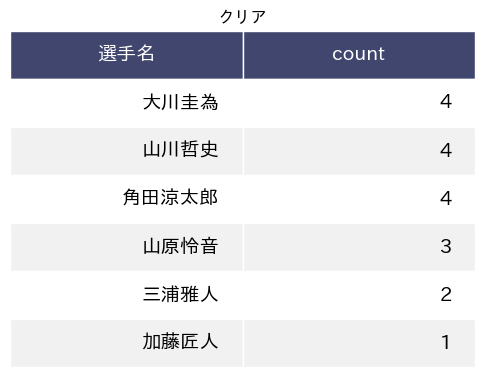 クリア
選手名 count
大川圭為 4
山川哲史 4
角田涼太郎 4
山原怜音 3
三浦雅人 2
加藤匠人 1